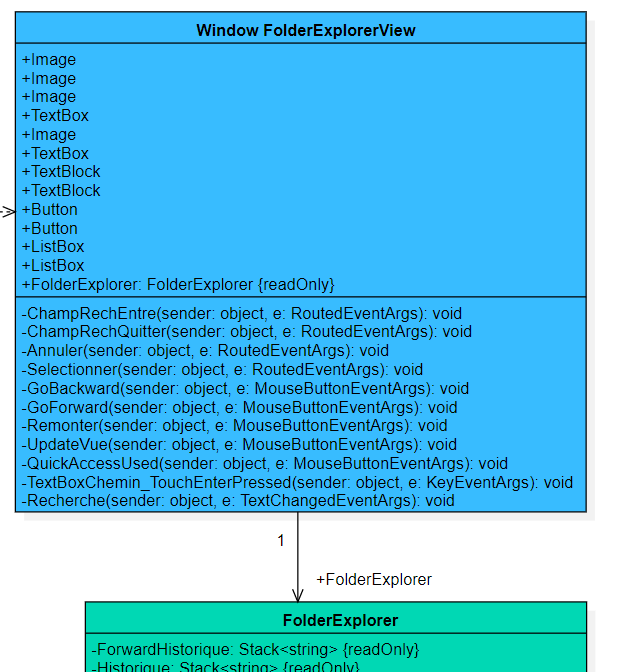 Window FolderExplorerView
+Image
+Image
+Image
+TextBox
+Image
+TextBox
+TextBlock
+TextBlock
+Button
+Button
+ListBox
+ListBox
+FolderExplorer: FolderExplorer {readOnly}
-ChampRechEntre(sender: object, e: RoutedEventArgs): void
-ChampRechQuitter(sender: object, e: RoutedEventArgs): void
-Annuler(sender: object, e: RoutedEventArgs): void
-Selectionner(sender: object, e: RoutedEventArgs): void
-GoBackward(sender: object, e: MouseButtonEventArgs): void
-GoForward(sender: object, e: MouseButtonEventArgs): void
-Remonter(sender: object, e: MouseButtonEventArgs): void
-UpdateVue(sender: object, e: MouseButtonEventArgs): void
-QuickAccessUsed(sender: object, e: MouseButtonEventArgs): void
-TextBoxChemin_TouchEnterPressed(sender: object, e: KeyEventArgs): void
-Recherche(sender: object, e: TextChangedEventArgs): void
1
+FolderExplorer
FolderExplorer
-ForwardHistorique: Stack<string> {readOnly}
-Historique: Stack<string> {readOnly}